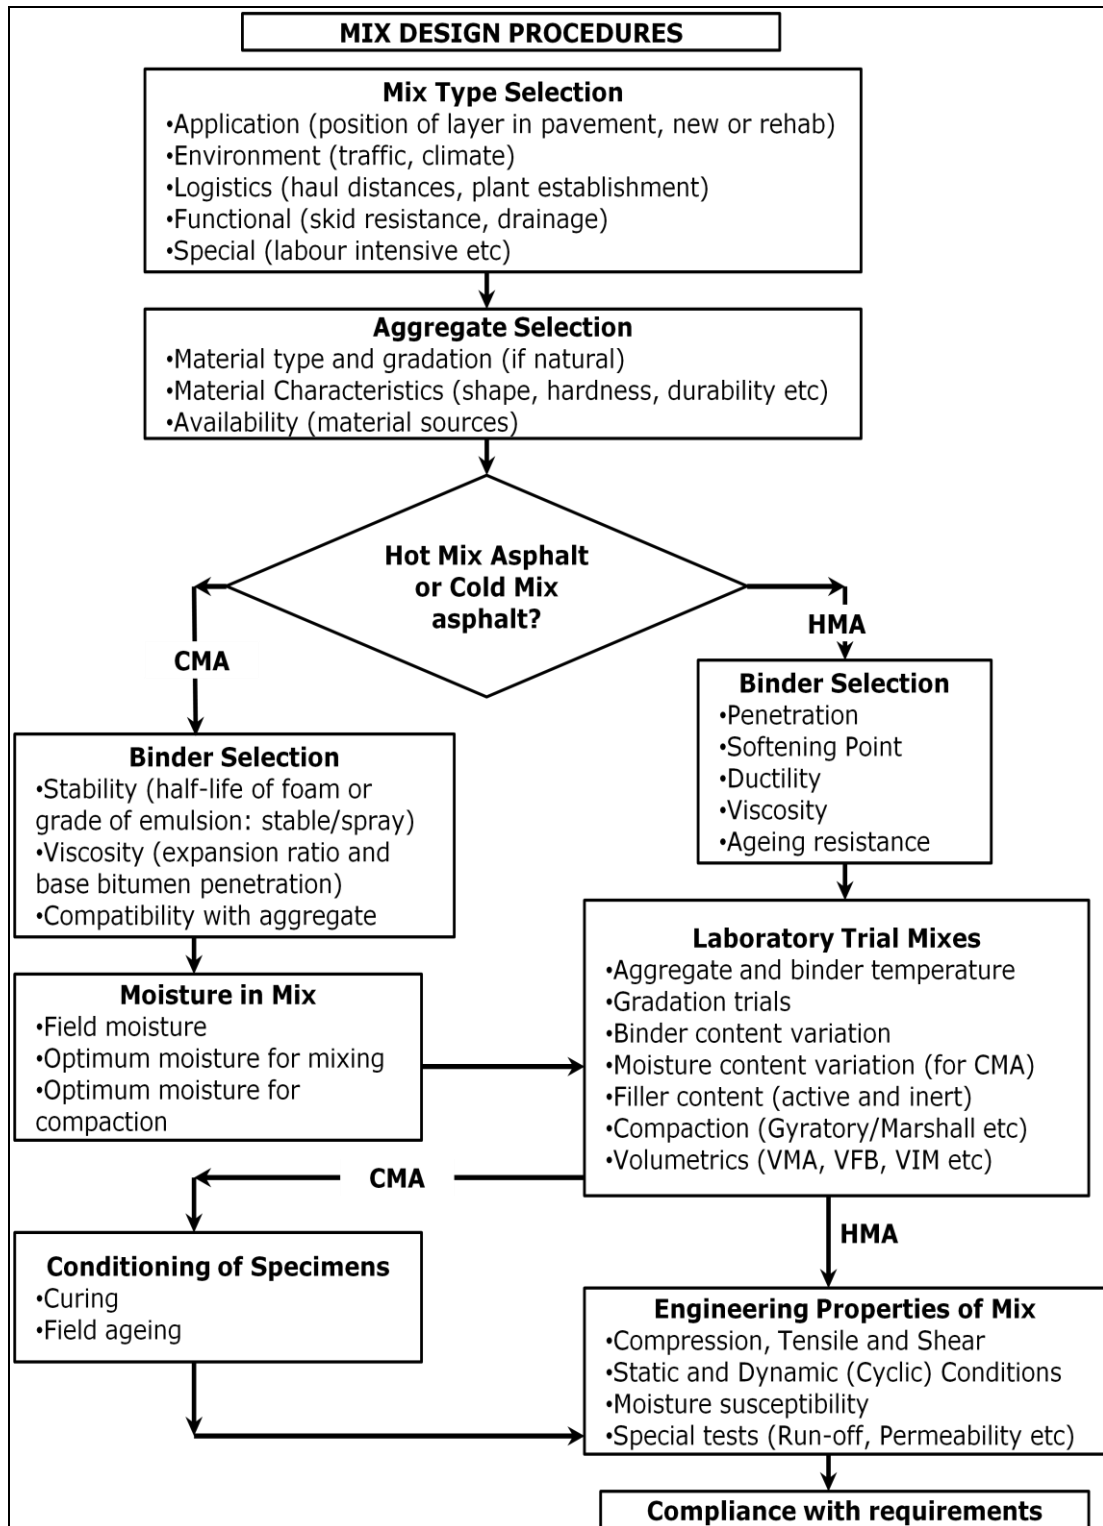 MIX DESIGN PROCEDURES
Mix Type Selection
•Application (position of layer in pavement, new or rehab)
•Environment (traffic, climate)
•Logistics (haul distances, plant establishment)
•Functional (skid resistance, drainage)
•Special (labour intensive etc)
Aggregate Selection
•Material type and gradation (if natural)
•Material Characteristics (shape, hardness, durability etc)
•Availability (material sources)
Hot Mix Asphalt
or Cold Mix
asphalt?
CMA
HMA
Binder Selection
•Stability (half-life of foam or
grade of emulsion: stable/spray)
•Viscosity (expansion ratio and
base bitumen penetration)
•Compatibility with aggregate
Binder Selection
•Penetration
•Softening Point
•Ductility
•Viscosity
•Ageing resistance
Moisture in Mix
•Field moisture
•Optimum moisture for mixing
•Optimum moisture for
compaction
Laboratory Trial Mixes
•Aggregate and binder temperature
•Gradation trials
•Binder content variation
•Moisture content variation (for CMA)
•Filler content (active and inert)
•Compaction (Gyratory/Marshall etc)
•Volumetrics (VMA, VFB, VIM etc)
CMA
HMA
Conditioning of Specimens
•Curing
•Field ageing
Engineering Properties of Mix
•Compression, Tensile and Shear
•Static and Dynamic (Cyclic) Conditions
•Moisture susceptibility
•Special tests (Run-off, Permeability etc)
Compliance with requirements